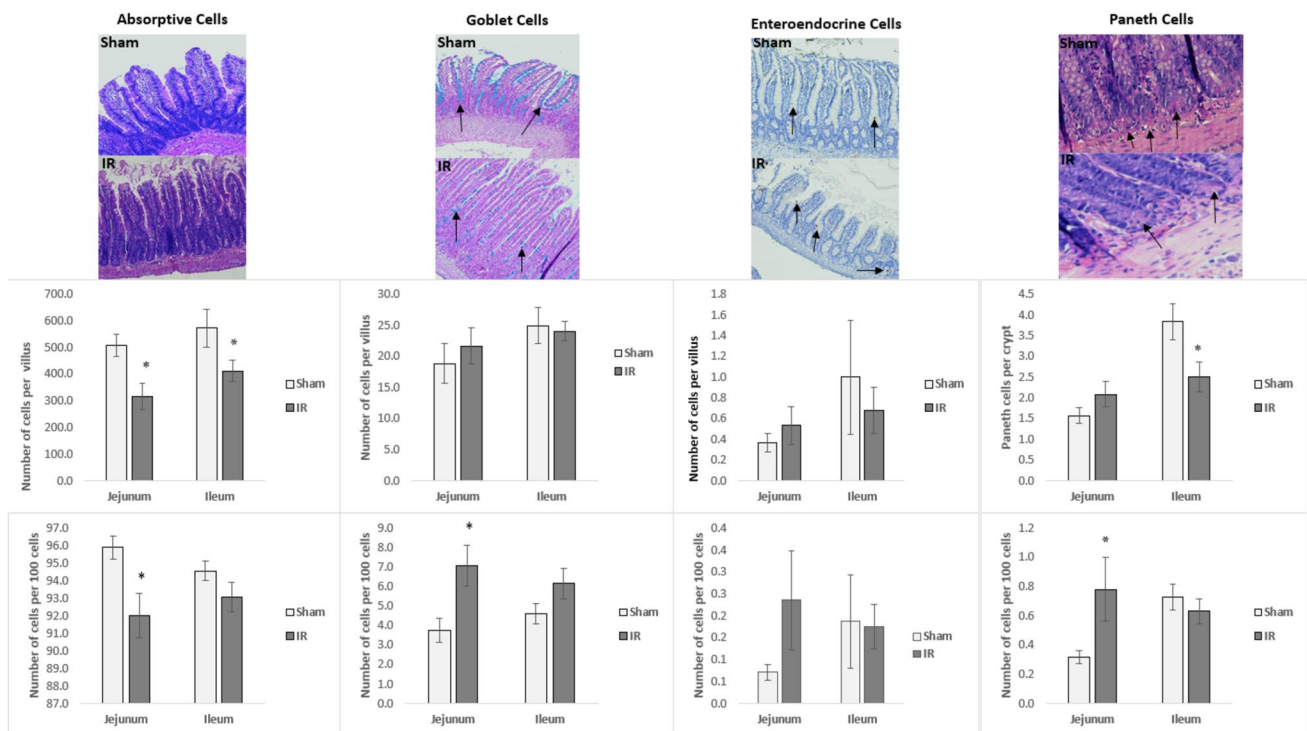 Absorptive Cells
Goblet Cells
Enteroendocrine Cells
Paneth Cells
Sham
Sham
Sham
Sham
IR
IR
IR
IR
Number of cells per villus
700.0
600.0
500.0
400.0
300.0
200.0
100.0
0.0
*
*
Jejunum
Ileum
Sham
IR
Number of cells per villus
30.0
25.0
20.0
15.0
10.0
5.0
0.0
Jejunum
Ileum
Sham
IR
Number of cells per villus
1.8
1.6
1.4
1.2
1.0
0.8
0.6
0.4
0.2
0.0
Jejunum
Ileum
Sham
IR
Paneth cells per crypt
4.5
4.0
3.5
3.0
2.5
2.0
1.5
1.0
0.5
0.0
*
Jejunum
Ileum
Sham
IR
Number of cells per 100 cells
97.0
96.0
95.0
94.0
93.0
92.0
91.0
90.0
89.0
88.0
87.0
*
Jejunum
Ileum
Sham
IR
Number of cells per 100 cells
9.0
8.0
7.0
6.0
5.0
4.0
3.0
2.0
1.0
0.0
*
Jejunum
Ileum
Sham
IR
Number of cells per 100 cells
0.4
0.4
0.3
0.3
0.2
0.2
0.1
0.1
0.0
Jejunum
Ileum
Sham
IR
Number of cells per 100 cells
1.2
1.0
0.8
0.6
0.4
0.2
0.0
*
Jejunum
Ileum
Sham
IR